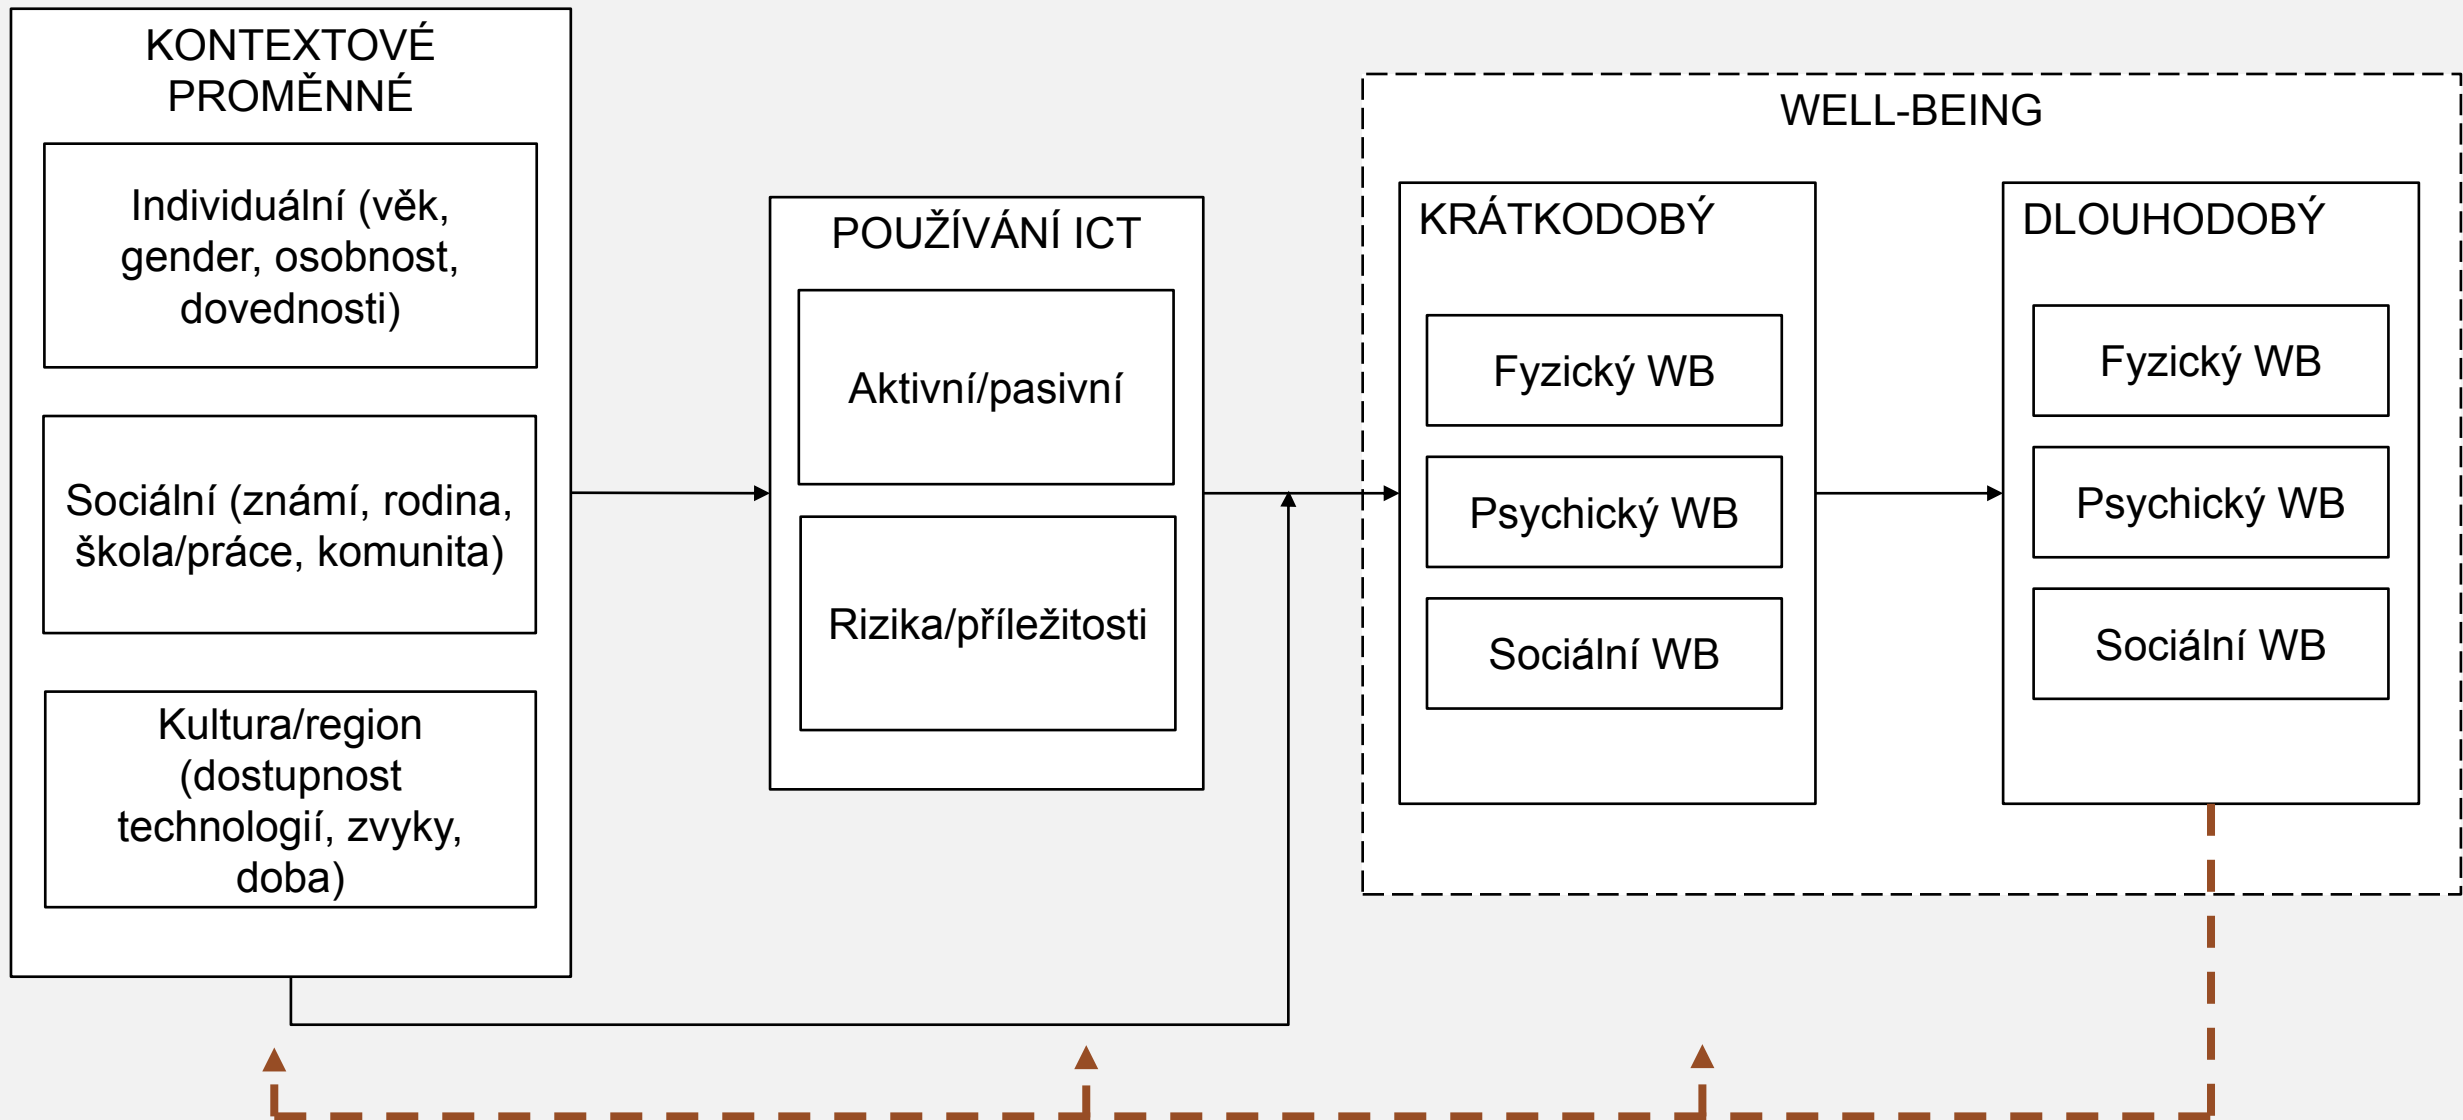 KONTEXTOVÉ
PROMĚNNÉ
Individuální (věk,
gender, osobnost,
dovednosti)
Sociální (známí, rodina,
škola/práce, komunita)
Kultura/region
(dostupnost
technologií, zvyky,
doba)
POUŽÍVÁNÍ ICT
Aktivní/pasivní
Rizika/příležitosti
WELL-BEING
KRÁTKODOBÝ
Fyzický WB
Psychický WB
Sociální WB
DLOUHODOBÝ
Fyzický WB
Psychický WB
Sociální WB